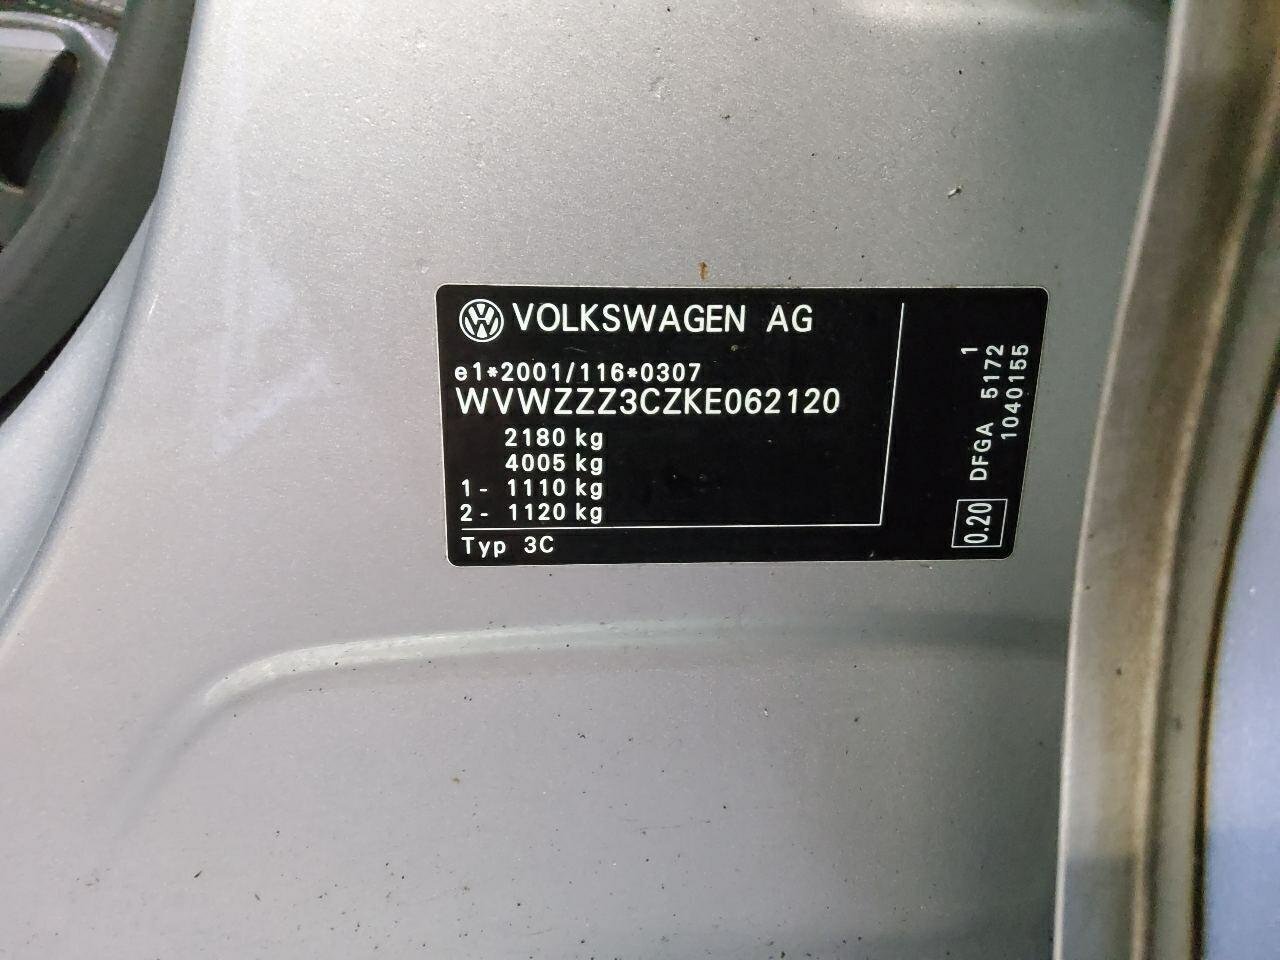 VOLKSWAGEN AG
e1*2001/116*0307
WVWZZZ3CZKE062120
2180 kg
4005 kg
1- 1110 kg
2- 1120 kg
Typ 3C
1
DFGA 5172
1040155
0.20